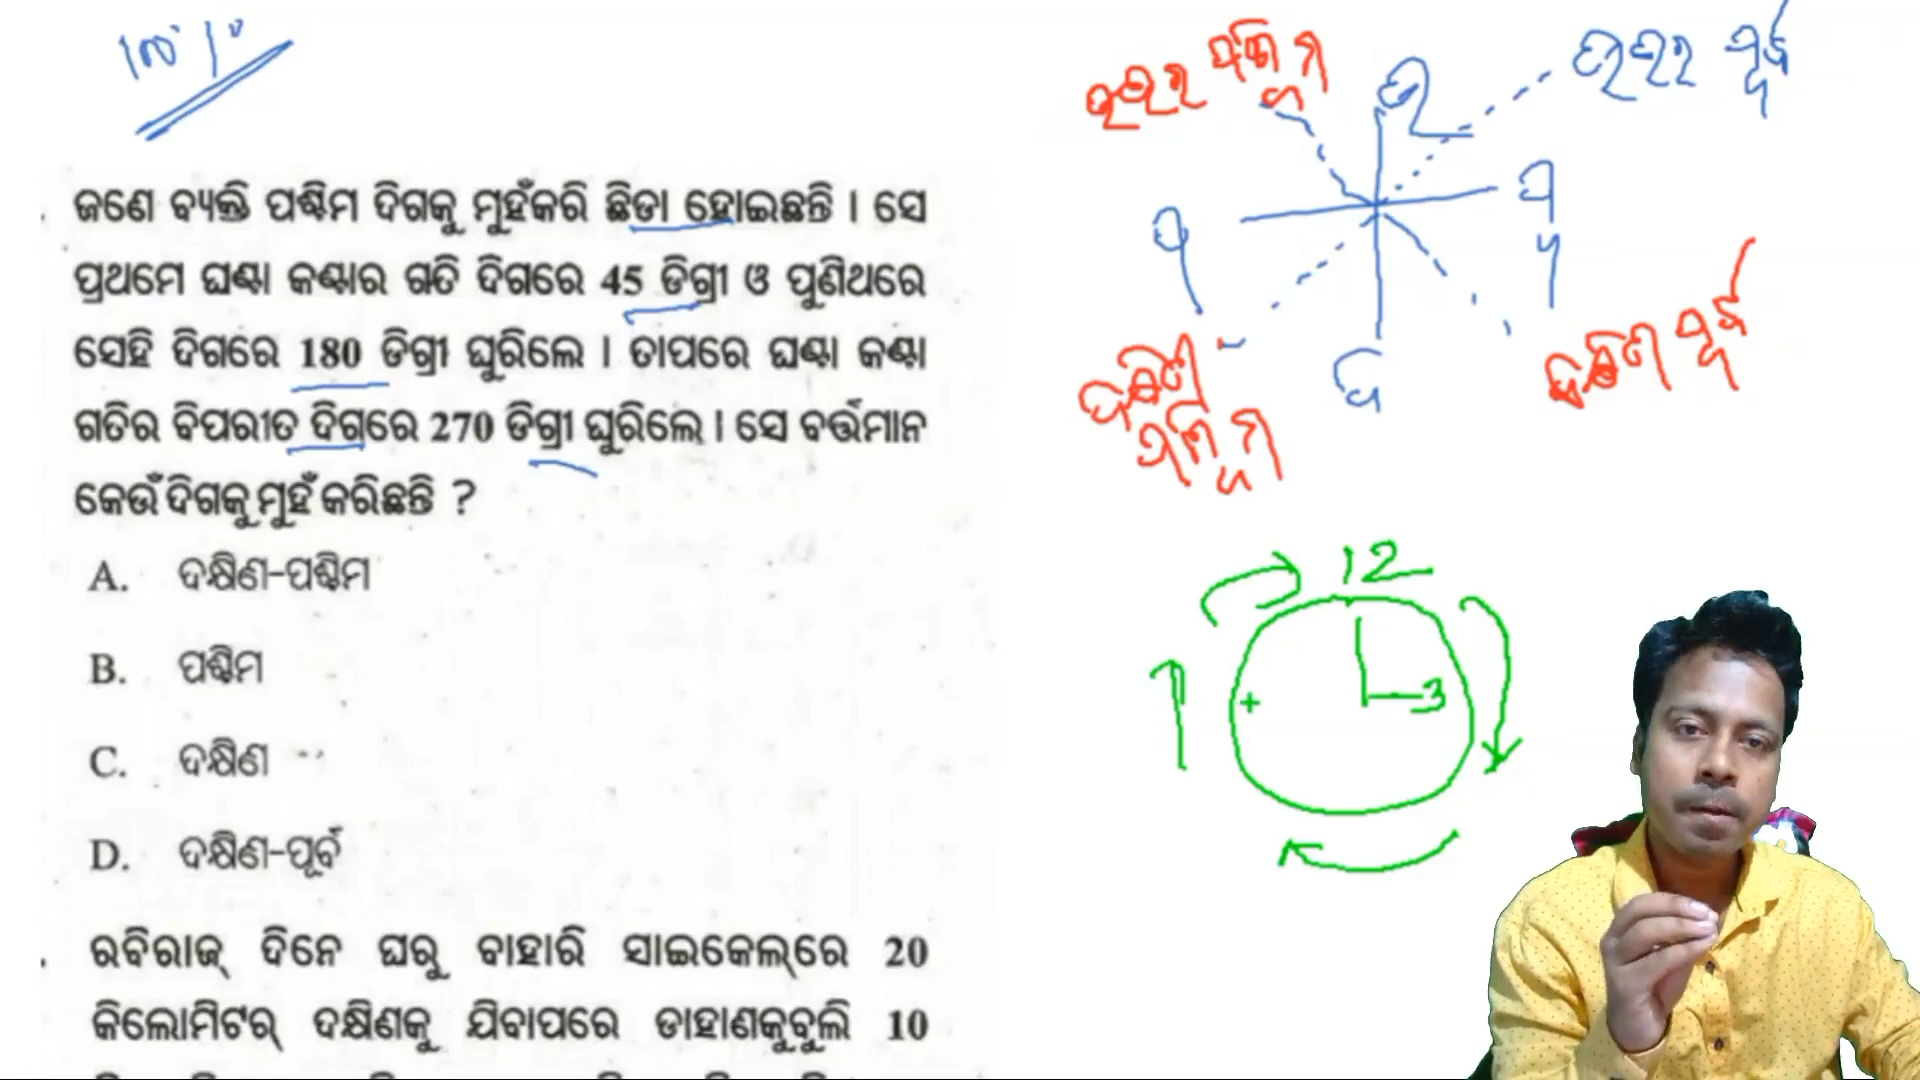 100%
ଜଣେ ବ୍ୟକ୍ତି ପଶ୍ଚିମ ଦିଗକୁ ମୁହଁକରି ଛିଡା ହୋଇଛନ୍ତି । ସେ
ପ୍ରଥମେ ଘଣ୍ଟା କଣ୍ଟାର ଗତି ଦିଗରେ 45 ଡିଗ୍ରୀ ଓ ପୁଣିଥରେ
ସେହି ଦିଗରେ 180 ଡିଗ୍ରୀ ଘୁରିଲେ । ତାପରେ ଘଣ୍ଟା କଣ୍ଟା
ଗତିର ବିପରୀତ ଦିଗରେ 270 ଡିଗ୍ରୀ ଘୁରିଲେ । ସେ ବର୍ତ୍ତମାନ
କେଉଁ ଦିଗକୁ ମୁହଁ କରିଛନ୍ତି ?
A. ଦକ୍ଷିଣ-ପଶ୍ଚିମ
B. ପଶ୍ଚିମ
C. ଦକ୍ଷିଣ
D. ଦକ୍ଷିଣ-ପୂର୍ବ
ରବିରାଜ୍ ଦିନେ ଘରୁ ବାହାରି ସାଇକେଲ୍‌ରେ 20
କିଲୋମିଟର୍ ଦକ୍ଷିଣକୁ ଯିବାପରେ ଡାହାଣକୁବୁଲି 10
ଉତ୍ତର ପଶ୍ଚିମ
ଉ
ଉତ୍ତର ପୂର୍ବ
ପ
ପୂ
ଦକ୍ଷିଣ
ପଶ୍ଚିମ
ଦ
ଦକ୍ଷିଣ ପୂର୍ବ
12
3